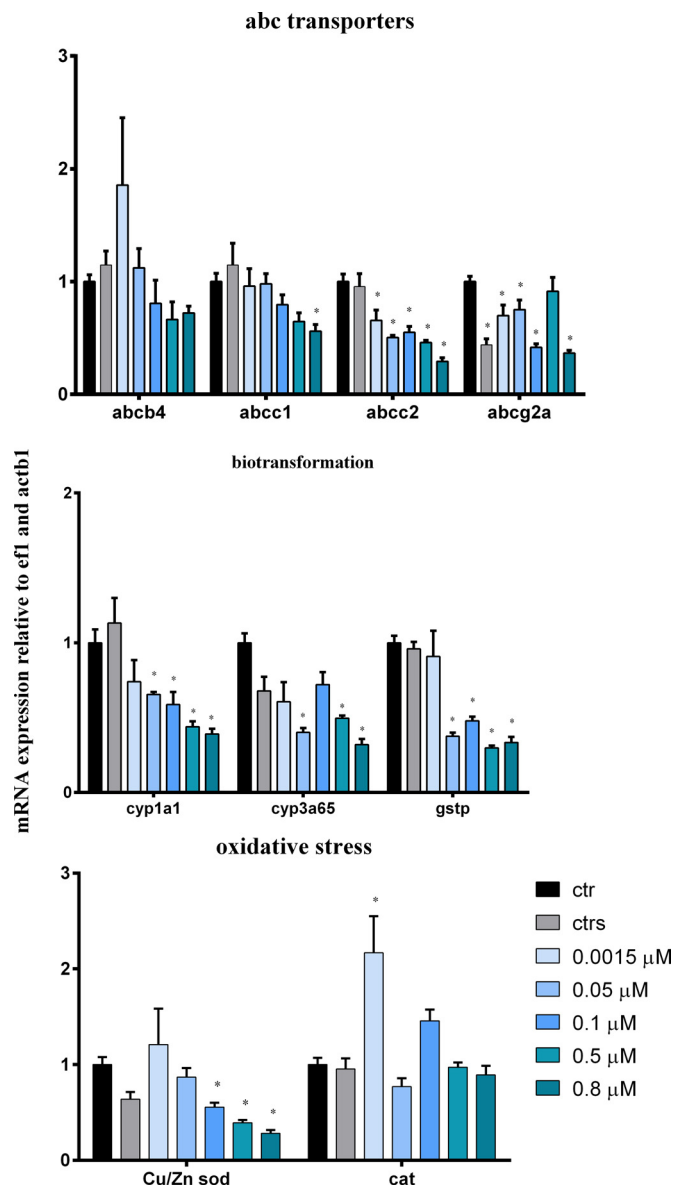 abc transporters
3
2
1
0
* * * * * * * * * * *
abcb4 abcc1 abcc2 abcg2a
mRNA expression relative to ef1 and actb1
biotransformation
2
1
0
* * * * * * * * * * *
cyp1a1 cyp3a65 gstp
oxidative stress
3
2
1
0
* * * *
Cu/Zn sod cat
ctr
ctrs
0.0015 μM
0.05 μM
0.1 μM
0.5 μM
0.8 μM